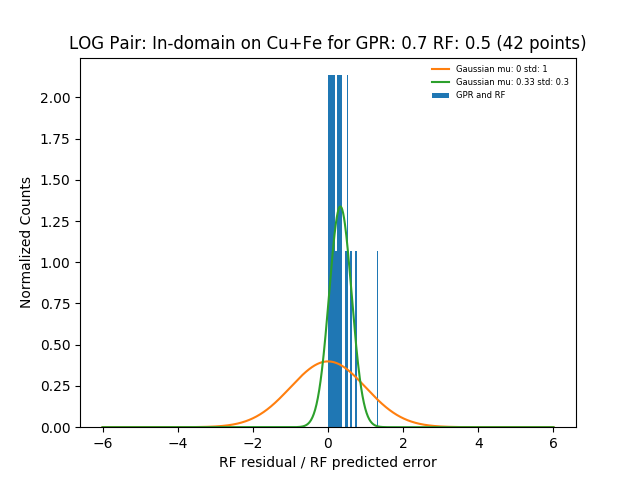 LOG Pair: In-domain on Cu+Fe for GPR: 0.7 RF: 0.5 (42 points)
Gaussian mu: 0 std: 1
Gaussian mu: 0.33 std: 0.3
GPR and RF
Normalized Counts
2.00
1.75
1.50
1.25
1.00
0.75
0.50
0.25
0.00
−6 −4 −2 0 2 4 6
RF residual / RF predicted error